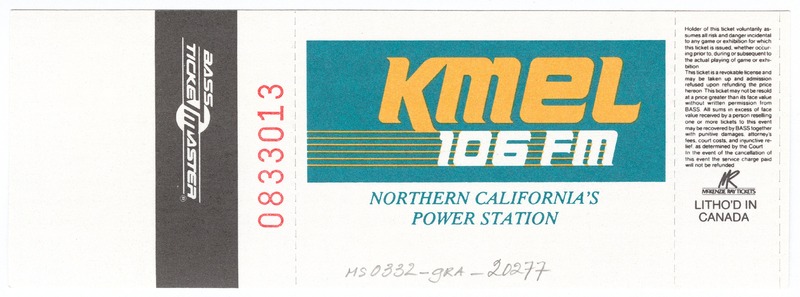 BASS
TICKETMASTER
0833013
KMEL
106 FM
NORTHERN CALIFORNIA'S
POWER STATION
MS0332-gRA-20277
Holder of this ticket voluntarily as-
sumes all risk and danger incidental
to any game or exhibition for which
this ticket is issued, whether occur-
ring prior to, during or subsequent to
the actual playing of game or exhi-
bition
This ticket is a revokable license and
may be taken up and admission
refused upon refunding the price
hereon. This ticket may not be resold
at a price greater than its face value
without written permission from
BASS. All sums in excess of face
value received by a person reselling
one or more tickets to this event
may be recovered by BASS together
with punitive damages, attorney's
fees, court costs, and injunctive re-
lief, as determined by the Court
In the event of the cancellation of
this event the service charge paid
will not be refunded
MR
MCKENZIE RAY TICKETS
LITHO'D IN
CANADA